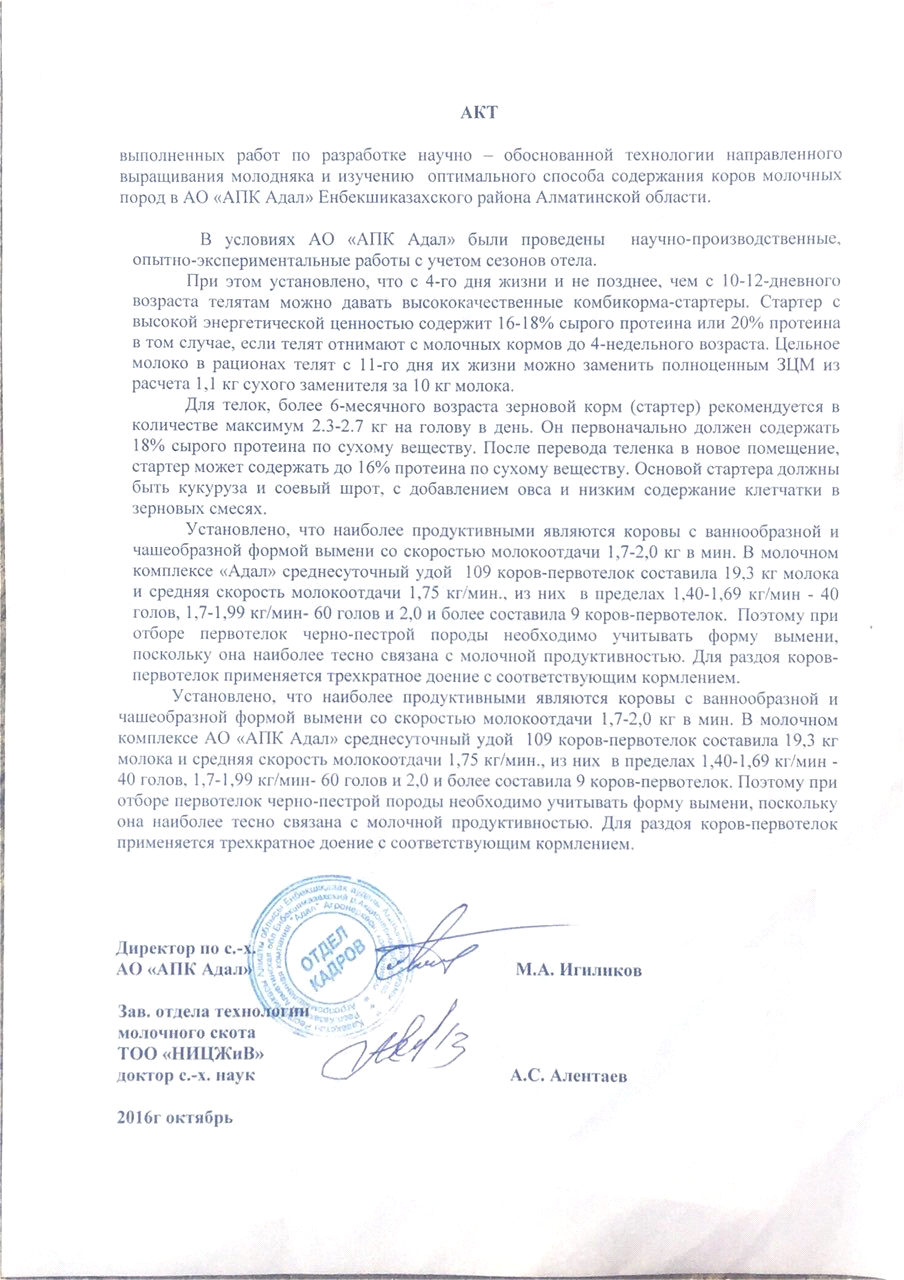 АКТ
выполненных работ по разработке научно – обоснованной технологии направленного
выращивания молодняка и изучению оптимального способа содержания коров молочных
пород в АО «АПК Адал» Енбекшиказахского района Алматинской области.
В условиях АО «АПК Адал» были проведены научно-производственные,
опытно-экспериментальные работы с учетом сезонов отела.
При этом установлено, что с 4-го дня жизни и не позднее, чем с 10-12-дневного
возраста телятам можно давать высококачественные комбикорма-стартеры. Стартер с
высокой энергетической ценностью содержит 16-18% сырого протеина или 20% протеина
в том случае, если телят отнимают с молочных кормов до 4-недельного возраста. Цельное
молоко в рационах телят с 11-го дня их жизни можно заменить полноценным ЗЦМ из
расчета 1,1 кг сухого заменителя за 10 кг молока.
Для телок, более 6-месячного возраста зерновой корм (стартер) рекомендуется в
количестве максимум 2.3-2.7 кг на голову в день. Он первоначально должен содержать
18% сырого протеина по сухому веществу. После перевода теленка в новое помещение,
стартер может содержать до 16% протеина по сухому веществу. Основой стартера должны
быть кукуруза и соевый шрот, с добавлением овса и низким содержание клетчатки в
зерновых смесях.
Установлено, что наиболее продуктивными являются коровы с ваннообразной и
чашеобразной формой вымени со скоростью молокоотдачи 1,7-2,0 кг в мин. В молочном
комплексе «Адал» среднесуточный удой 109 коров-первотелок составила 19,3 кг молока
и средняя скорость молокоотдачи 1,75 кг/мин., из них в пределах 1,40-1,69 кг/мин - 40
голов, 1,7-1,99 кг/мин- 60 голов и 2,0 и более составила 9 коров-первотелок. Поэтому при
отборе первотелок черно-пестрой породы необходимо учитывать форму вымени,
поскольку она наиболее тесно связана с молочной продуктивностью. Для раздоя коров-
первотелок применяется трехкратное доение с соответствующим кормлением.
Установлено, что наиболее продуктивными являются коровы с ваннообразной и
чашеобразной формой вымени со скоростью молокоотдачи 1,7-2,0 кг в мин. В молочном
комплексе АО «АПК Адал» среднесуточный удой 109 коров-первотелок составила 19,3 кг
молока и средняя скорость молокоотдачи 1,75 кг/мин., из них в пределах 1,40-1,69 кг/мин -
40 голов, 1,7-1,99 кг/мин- 60 голов и 2,0 и более составила 9 коров-первотелок. Поэтому при
отборе первотелок черно-пестрой породы необходимо учитывать форму вымени, поскольку
она наиболее тесно связана с молочной продуктивностью. Для раздоя коров-первотелок
применяется трехкратное доение с соответствующим кормлением.
ОТДЕЛ
КАДРОВ
Директор по с.-х.
АО «АПК Адал» М.А. Игиликов
Зав. отдела технологии
молочного скота
ТОО «НИЦЖиВ»
доктор с.-х. наук А.С. Алентаев
2016г октябрь